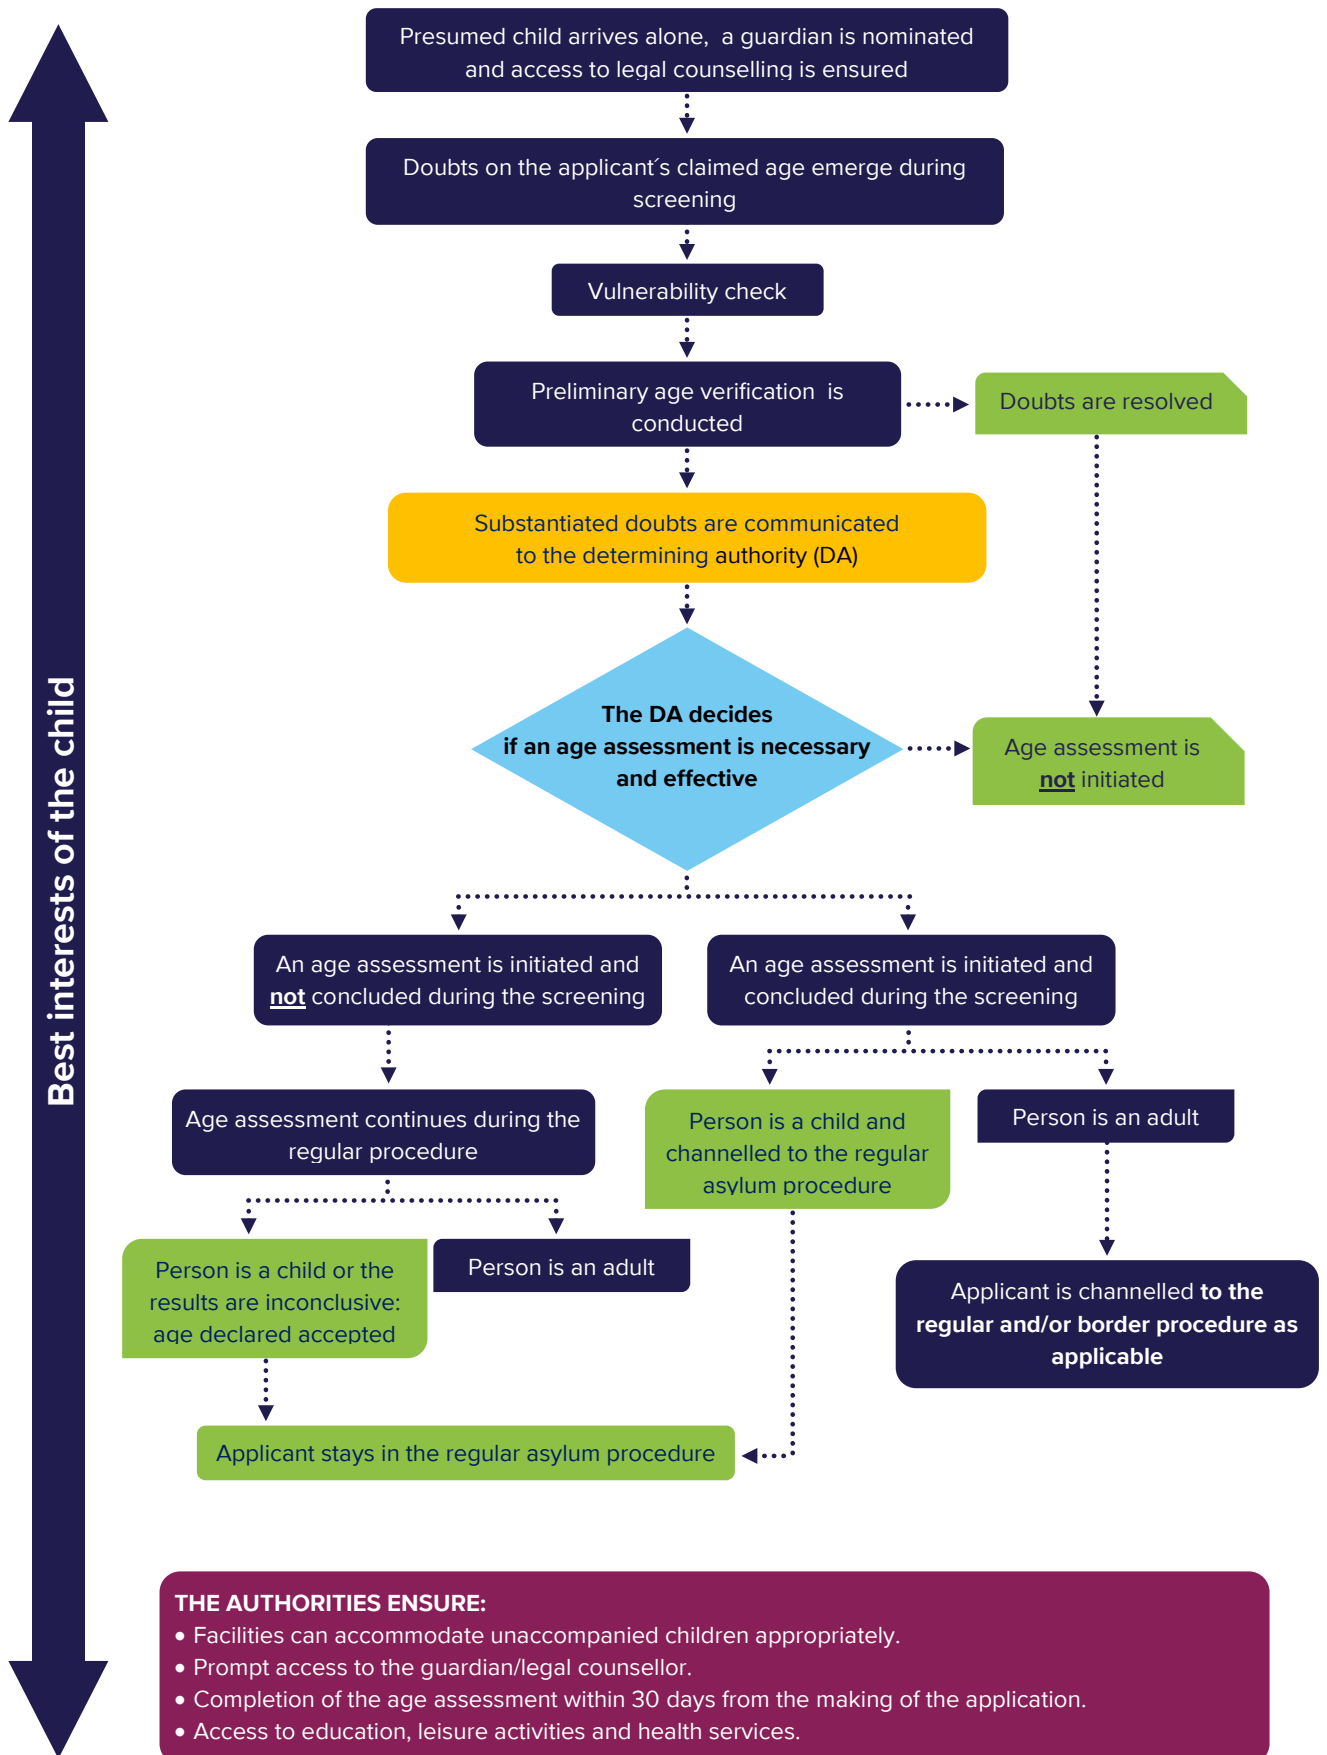 Presumed child arrives alone,  a guardian is nominated
and access to legal counselling is ensured
Doubts on the applicant´s claimed age emerge during
screening
Vulnerability check
Preliminary age verification  is
conducted
Doubts are resolved
Substantiated doubts are communicated
to the determining authority (DA)
The DA decides
if an age assessment is necessary
and effective
Age assessment is
not initiated
Best interests of the child
An age assessment is initiated and
not concluded during the screening
An age assessment is initiated and
concluded during the screening
Age assessment continues during the
regular procedure
Person is a child and
channelled to the regular
asylum procedure
Person is an adult
Person is a child or the
results are inconclusive:
age declared accepted
Person is an adult
Applicant is channelled to the
regular and/or border procedure as
applicable
Applicant stays in the regular asylum procedure
THE AUTHORITIES ENSURE:
• Facilities can accommodate unaccompanied children appropriately.
• Prompt access to the guardian/legal counsellor.
• Completion of the age assessment within 30 days from the making of the application.
• Access to education, leisure activities and health services.